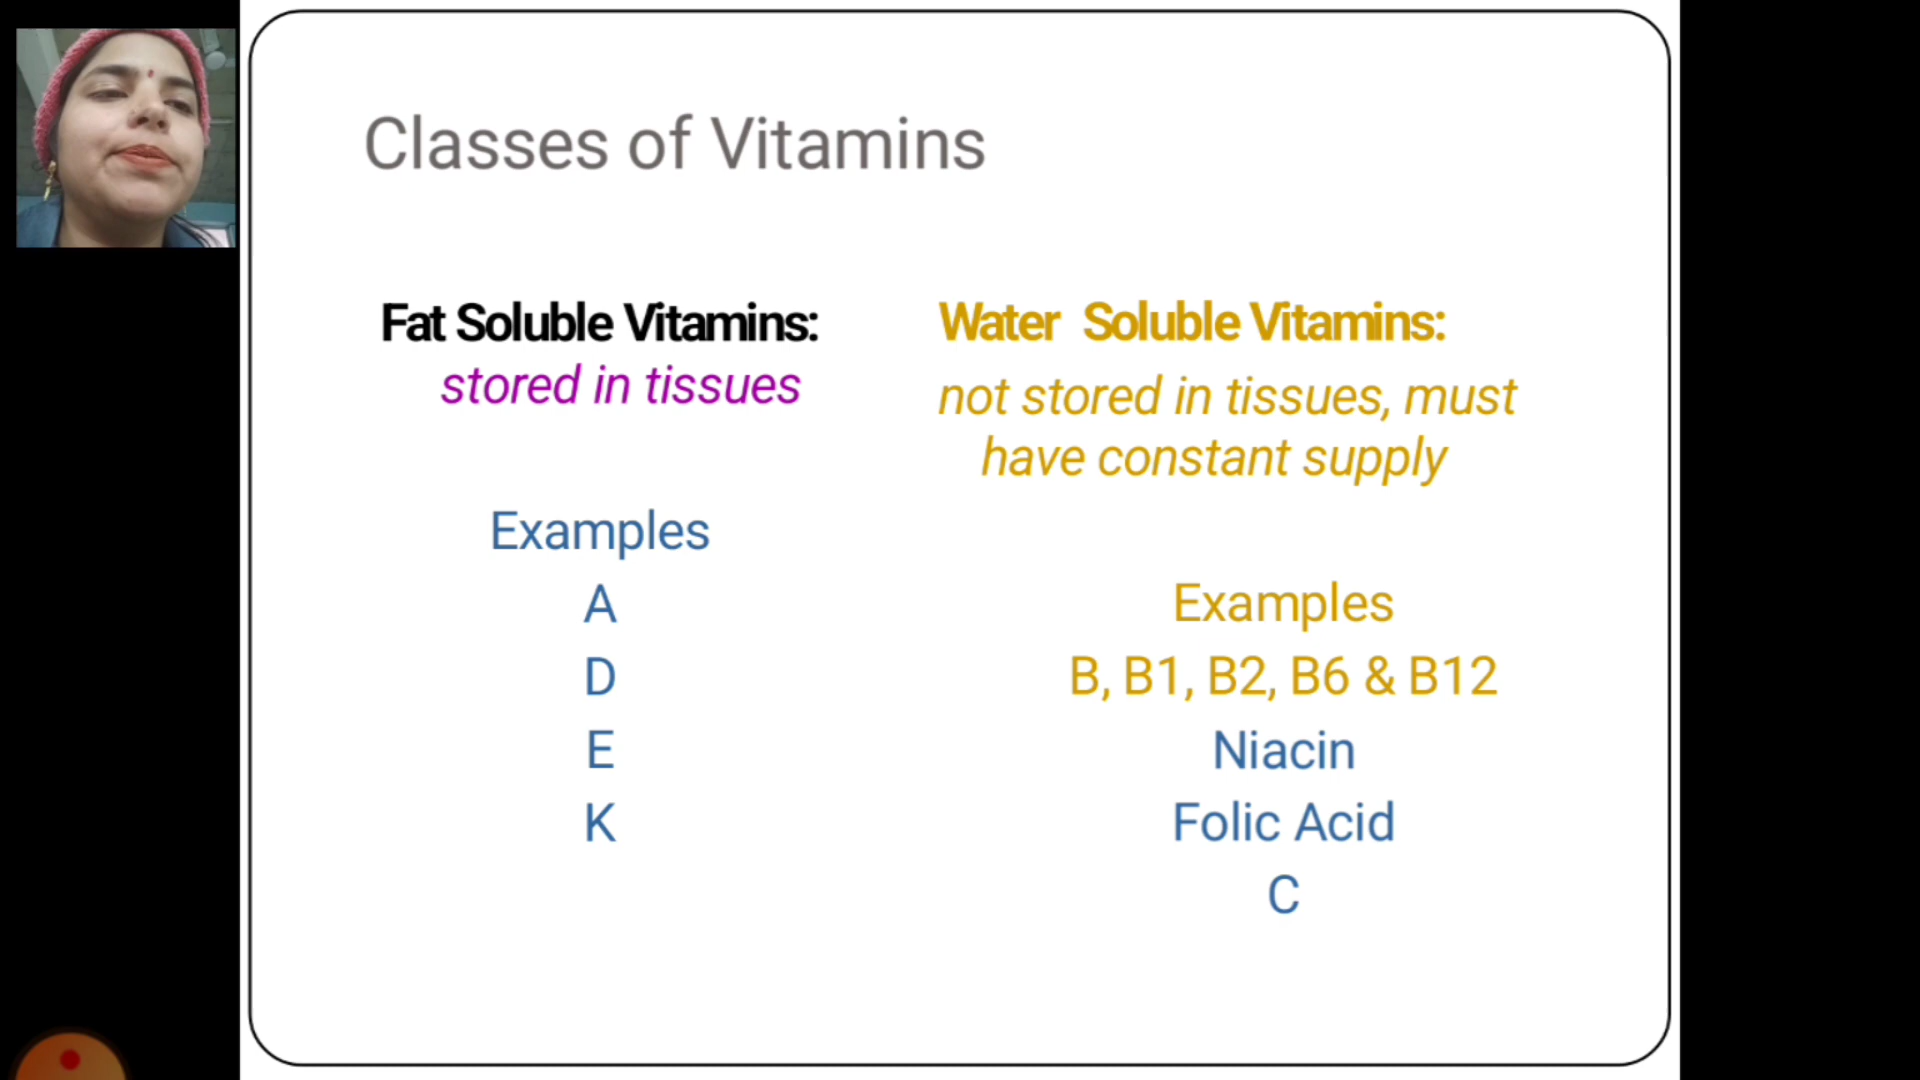 Classes of Vitamins
Fat Soluble Vitamins:
stored in tissues
Examples
A
D
E
K
Water Soluble Vitamins:
not stored in tissues, must
have constant supply
Examples
B, B1, B2, B6 & B12
Niacin
Folic Acid
C